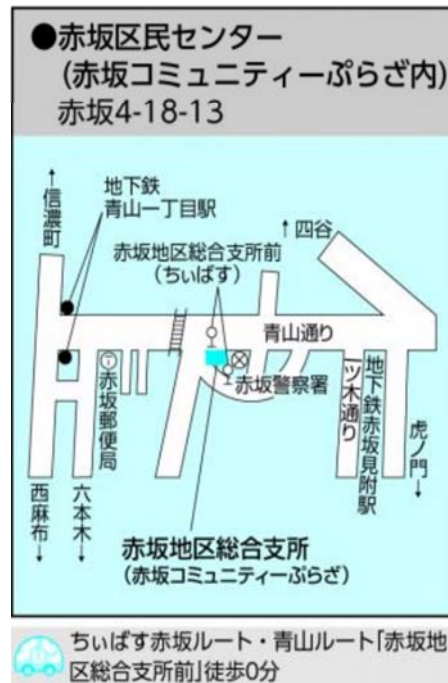 ●赤坂区民センター
(赤坂コミュニティーぷらざ内)
赤坂4-18-13
↑信濃町
地下鉄
青山一丁目駅
↑四谷
赤坂地区総合支所前
(ちぃばす)
青山通り
赤坂郵便局
赤坂警察署
一ツ木通り
地下鉄赤坂見附駅
虎ノ門↓
西麻布↓
六本木↓
赤坂地区総合支所
(赤坂コミュニティーぷらざ)
ちぃばす赤坂ルート・青山ルート「赤坂地
区総合支所前」徒歩0分